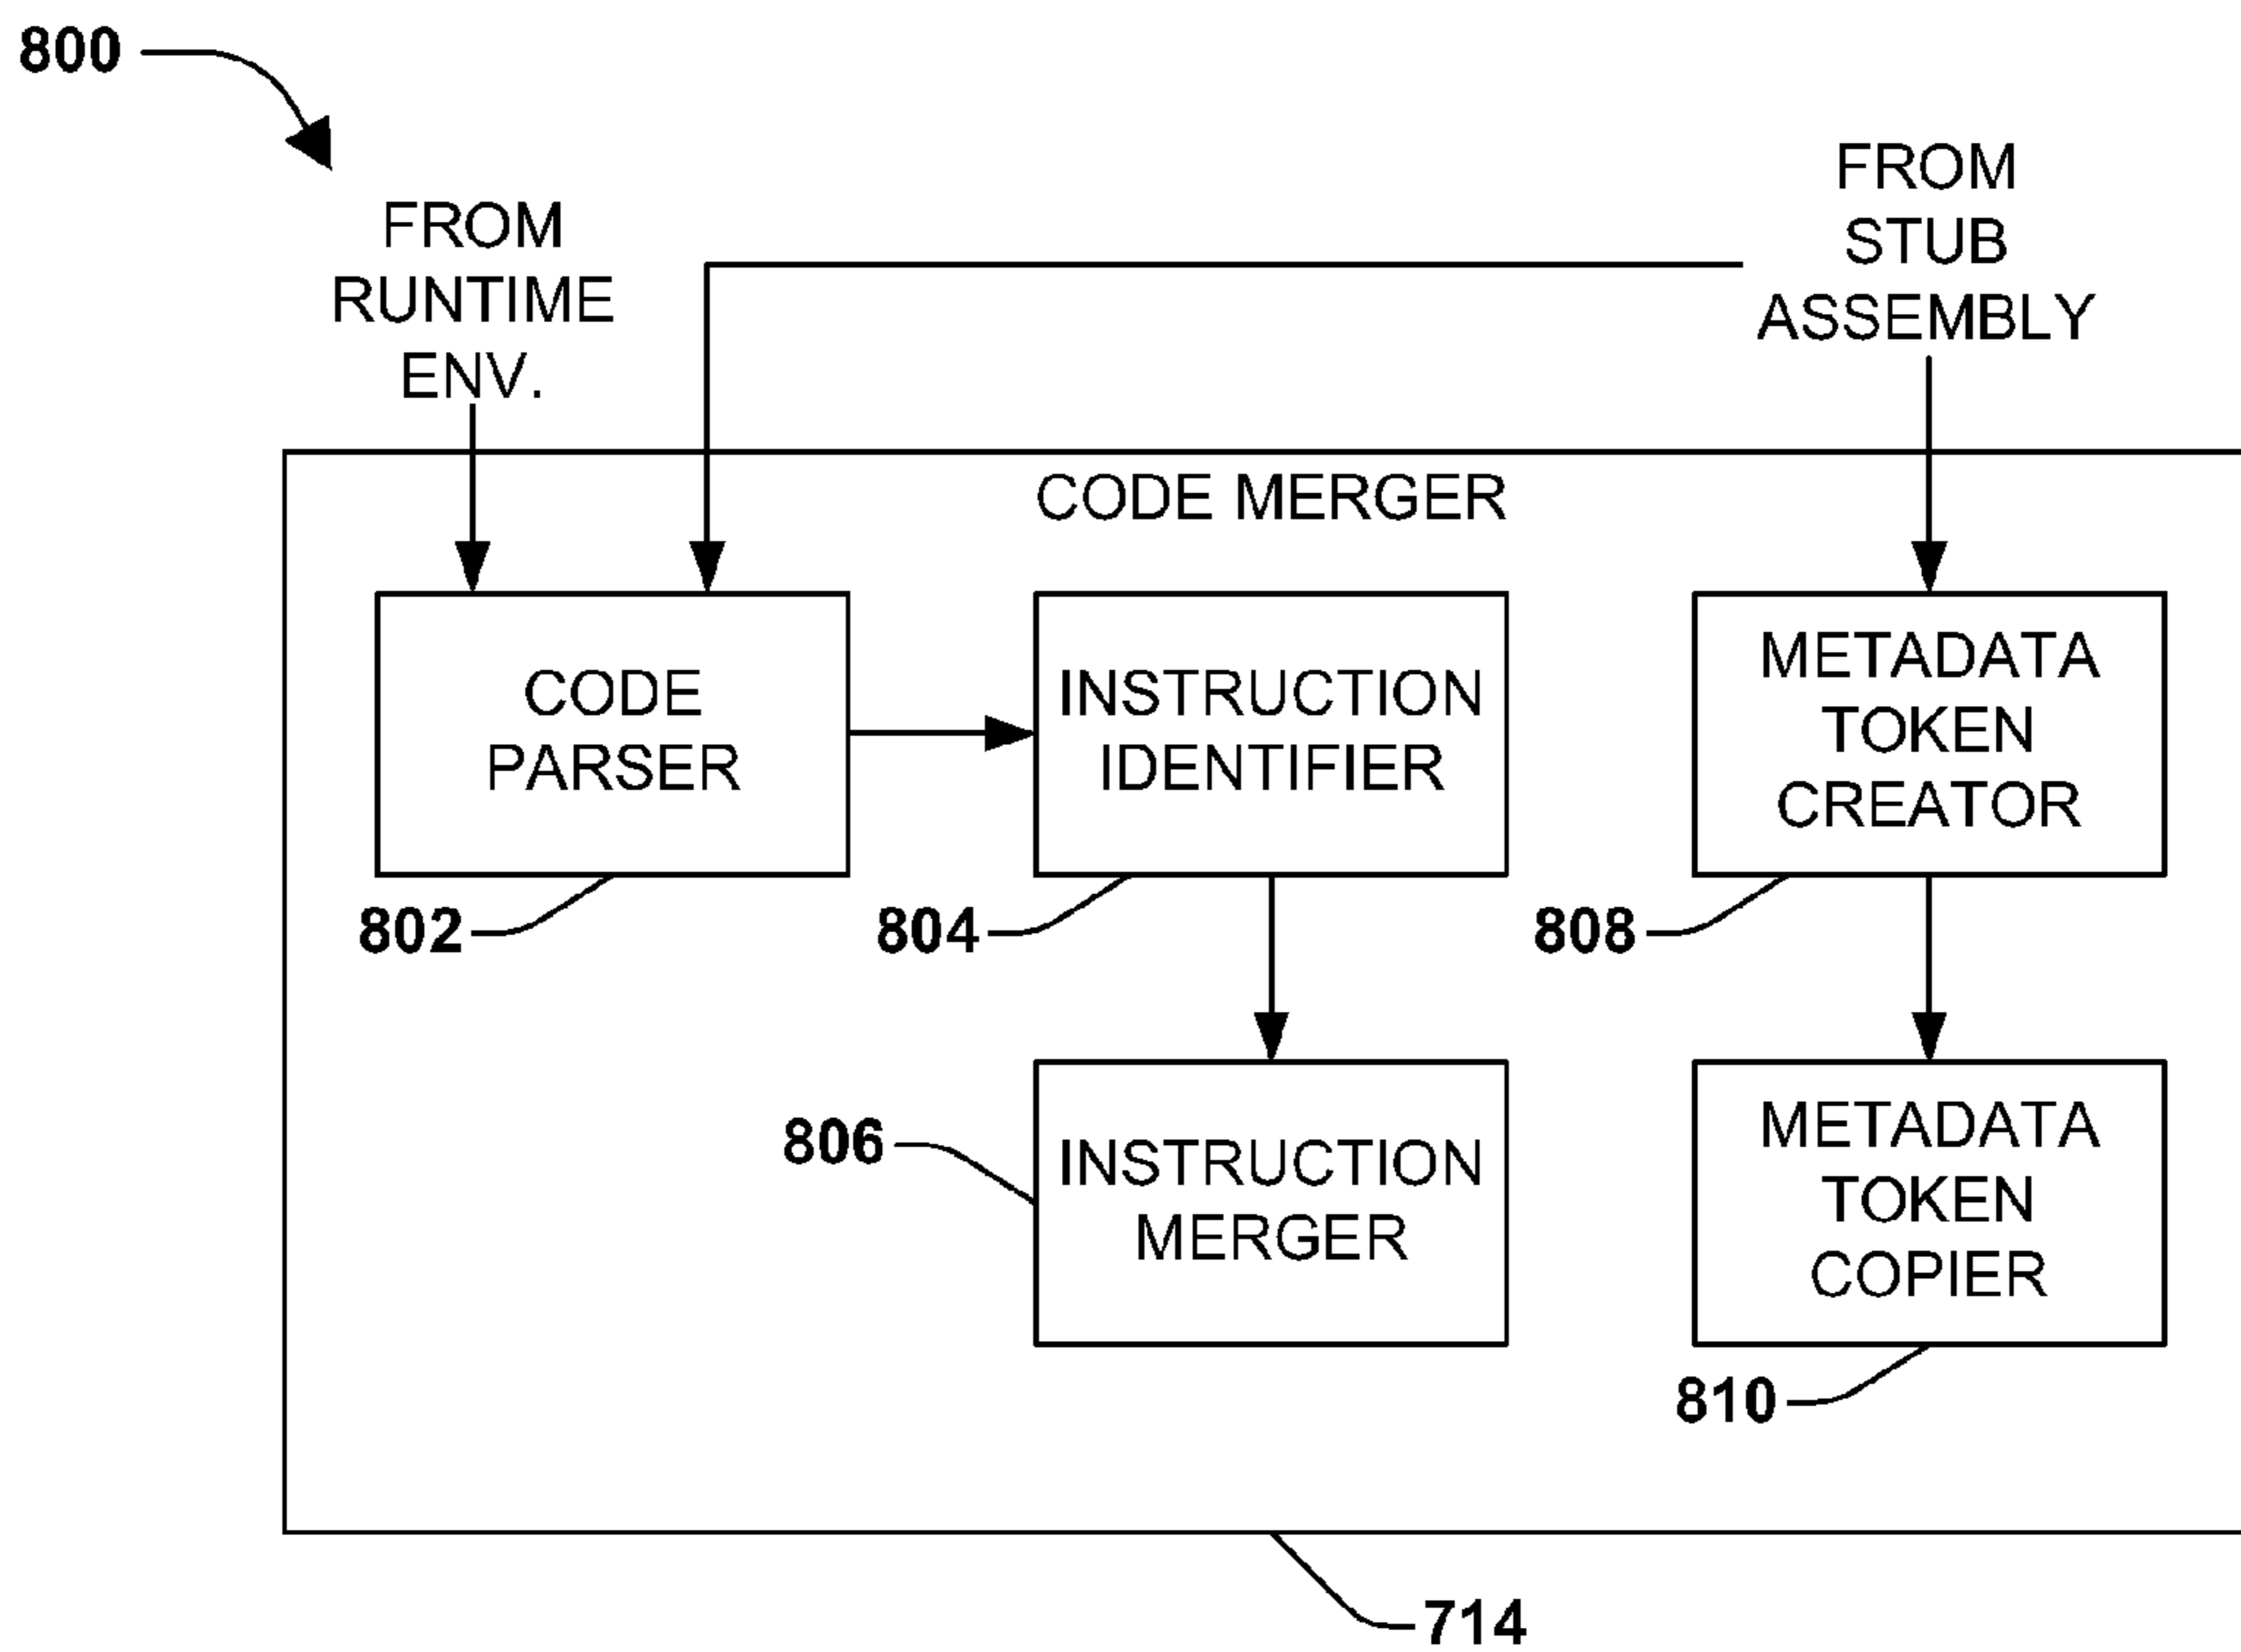 800
FROM
RUNTIME
ENV.
FROM
STUB
ASSEMBLY
CODE MERGER
CODE
PARSER
802
INSTRUCTION
IDENTIFIER
804
METADATA
TOKEN
CREATOR
808
806
INSTRUCTION
MERGER
METADATA
TOKEN
COPIER
810
714